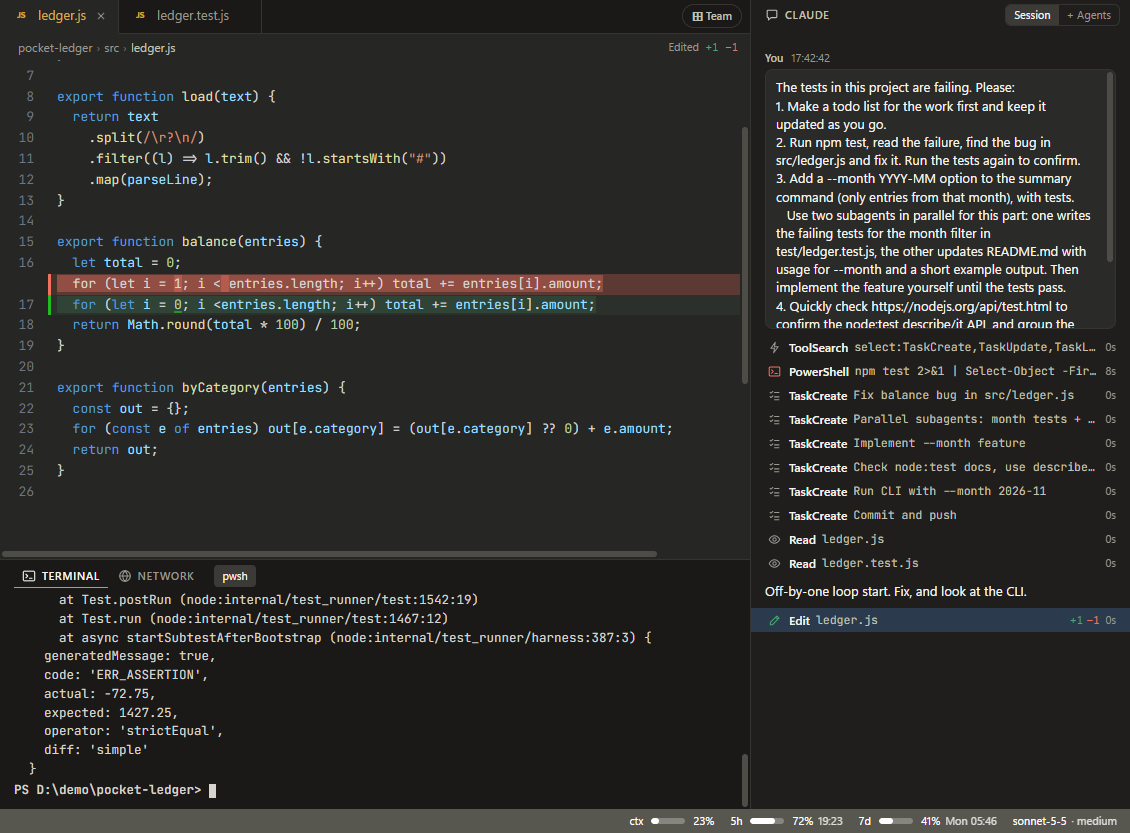 JS ledger.js ×
JS ledger.test.js
Team
pocket-ledger › src › ledger.js
Edited +1 −1
7
8 export function load(text) {
9 return text
10 .split(/\r?\n/)
11 .filter((l) => l.trim() && !l.startsWith("#"))
12 .map(parseLine);
13 }
14
15 export function balance(entries) {
16 let total = 0;
for (let i = 1; i < entries.length; i++) total += entries[i].amount;
17 for (let i = 0; i <entries.length; i++) total += entries[i].amount;
18 return Math.round(total * 100) / 100;
19 }
20
21 export function byCategory(entries) {
22 const out = {};
23 for (const e of entries) out[e.category] = (out[e.category] ?? 0) + e.amount;
24 return out;
25 }
26
TERMINAL
NETWORK
pwsh
at Test.postRun (node:internal/test_runner/test:1542:19)
at Test.run (node:internal/test_runner/test:1467:12)
at async startSubtestAfterBootstrap (node:internal/test_runner/harness:387:3) {
generatedMessage: true,
code: 'ERR_ASSERTION',
actual: -72.75,
expected: 1427.25,
operator: 'strictEqual',
diff: 'simple'
}
PS D:\demo\pocket-ledger>
CLAUDE
Session
+ Agents
You 17:42:42
The tests in this project are failing. Please:
1. Make a todo list for the work first and keep it
updated as you go.
2. Run npm test, read the failure, find the bug in
src/ledger.js and fix it. Run the tests again to confirm.
3. Add a --month YYYY-MM option to the summary
command (only entries from that month), with tests.
Use two subagents in parallel for this part: one writes
the failing tests for the month filter in
test/ledger.test.js, the other updates README.md with
usage for --month and a short example output. Then
implement the feature yourself until the tests pass.
4. Quickly check https://nodejs.org/api/test.html to
confirm the node:test describe/it API, and group the
ToolSearch select:TaskCreate,TaskUpdate,TaskL… 0s
PowerShell npm test 2>&1 | Select-Object -Fir… 8s
TaskCreate Fix balance bug in src/ledger.js 0s
TaskCreate Parallel subagents: month tests + … 0s
TaskCreate Implement --month feature 0s
TaskCreate Check node:test docs, use describe… 0s
TaskCreate Run CLI with --month 2026-11 0s
TaskCreate Commit and push 0s
Read ledger.js 0s
Read ledger.test.js 0s
Off-by-one loop start. Fix, and look at the CLI.
Edit ledger.js +1 −1 0s
ctx 23% 5h 72% 19:23 7d 41% Mon 05:46 sonnet-5-5 · medium